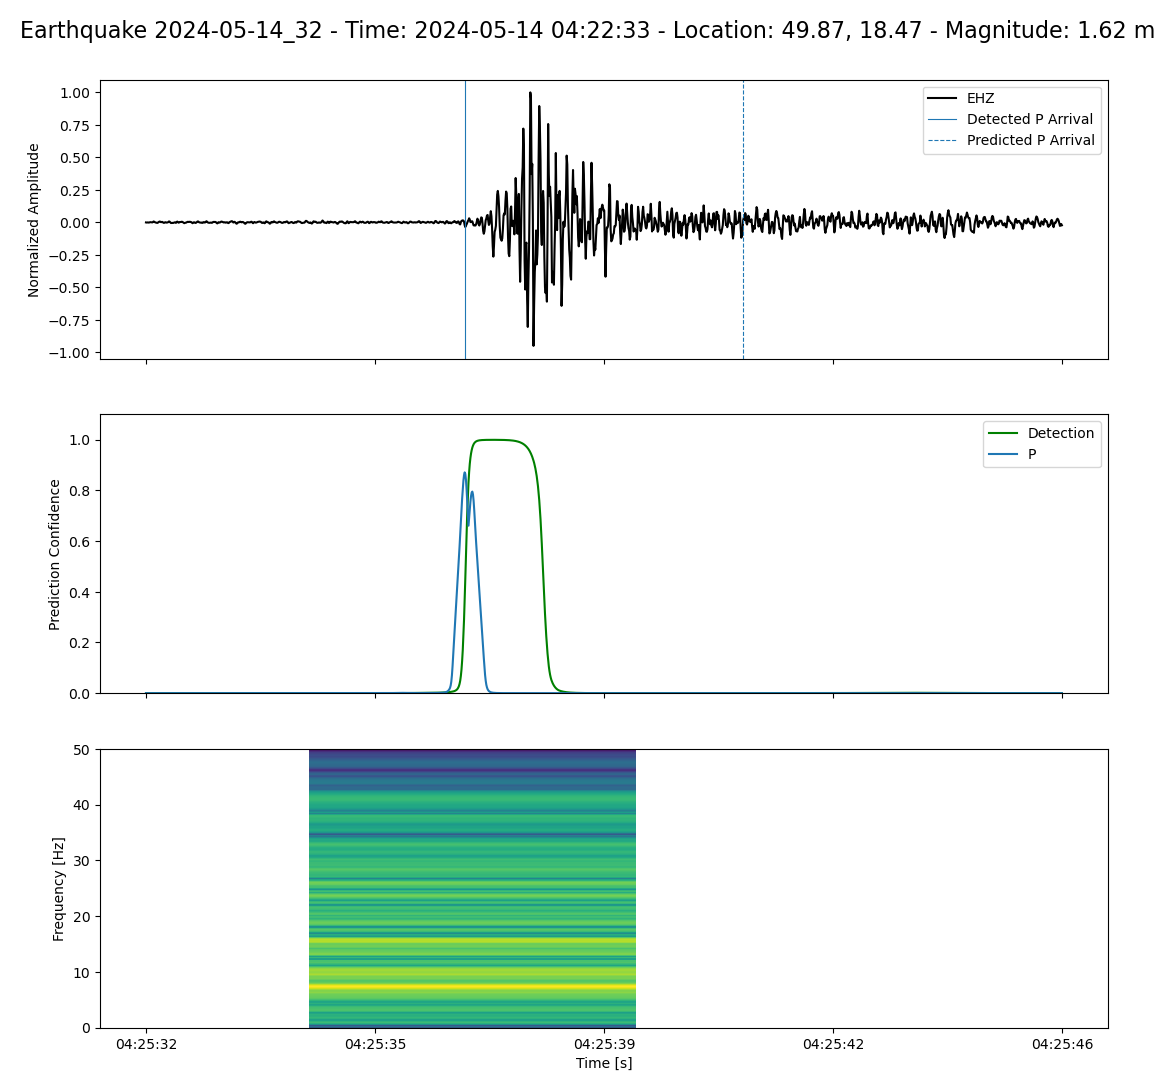 Earthquake 2024-05-14_32 - Time: 2024-05-14 04:22:33 - Location: 49.87, 18.47 - Magnitude: 1.62 m
Normalized Amplitude
1.00
0.75
0.50
0.25
0.00
−0.25
−0.50
−0.75
−1.00
EHZ
Detected P Arrival
Predicted P Arrival
Prediction Confidence
1.0
0.8
0.6
0.4
0.2
0.0
Detection
P
Frequency [Hz]
50
40
30
20
10
0
04:25:32 04:25:35 04:25:39 04:25:42 04:25:46
Time [s]